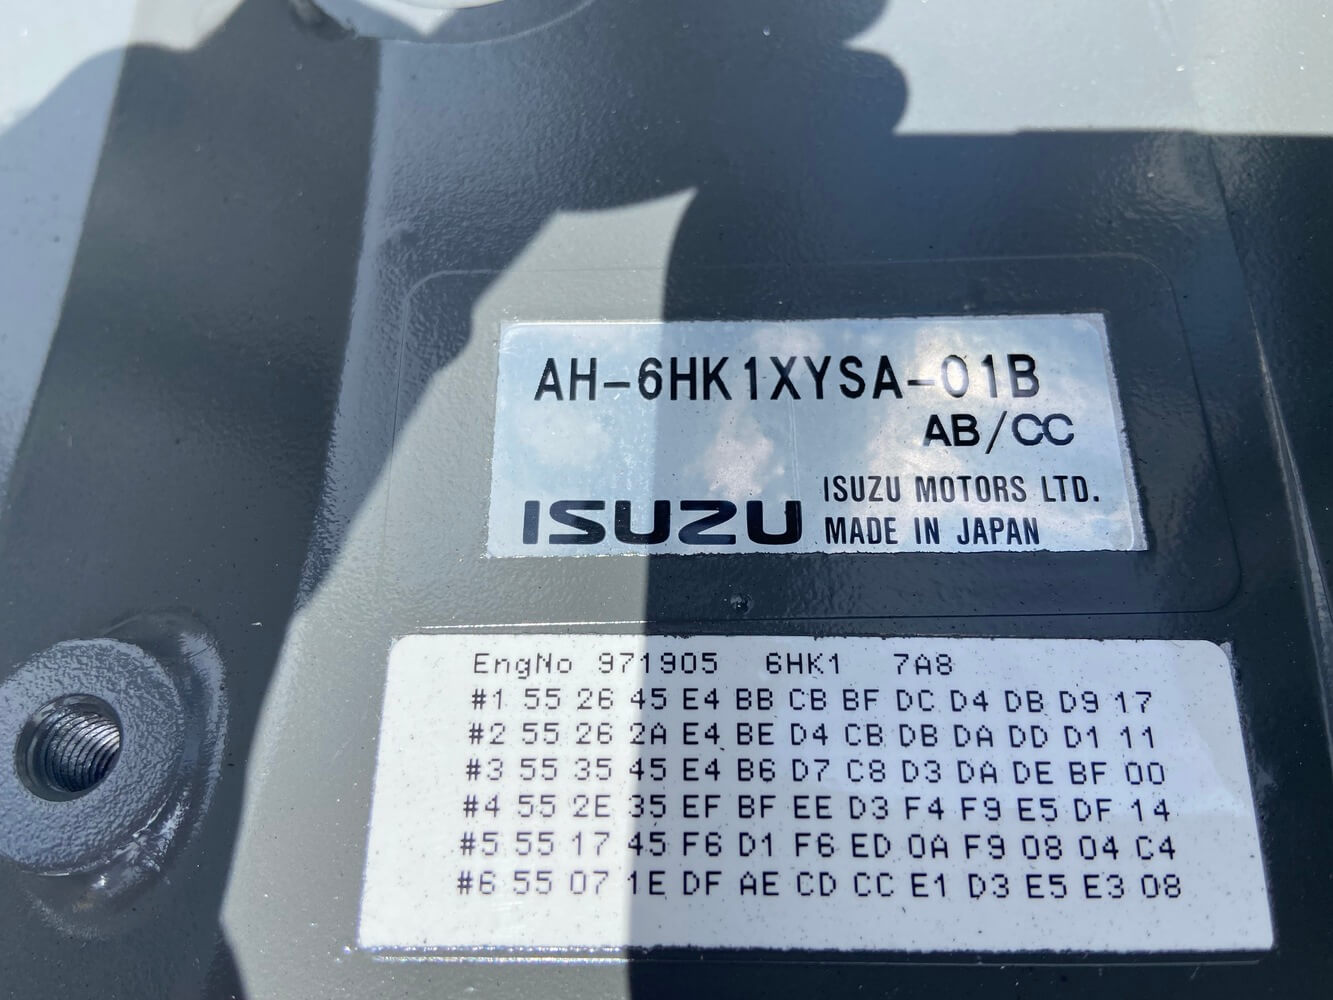 AH-6HK1XYSA-01B
AB/CC
ISUZU
ISUZU MOTORS LTD.
MADE IN JAPAN
EngNo 971905 6HK1 7A8
#1 55 26 45 E4 BB CB BF DC D4 DB D9 17
#2 55 26 2A E4 BE D4 CB DB DA DD D1 11
#3 55 35 45 E4 B6 D7 C8 D3 DA DE BF 00
#4 55 2E 35 EF BF EE D3 F4 F9 E5 DF 14
#5 55 17 45 F6 D1 F6 ED 0A F9 08 04 C4
#6 55 07 1E DF AE CD CC E1 D3 E5 E3 08